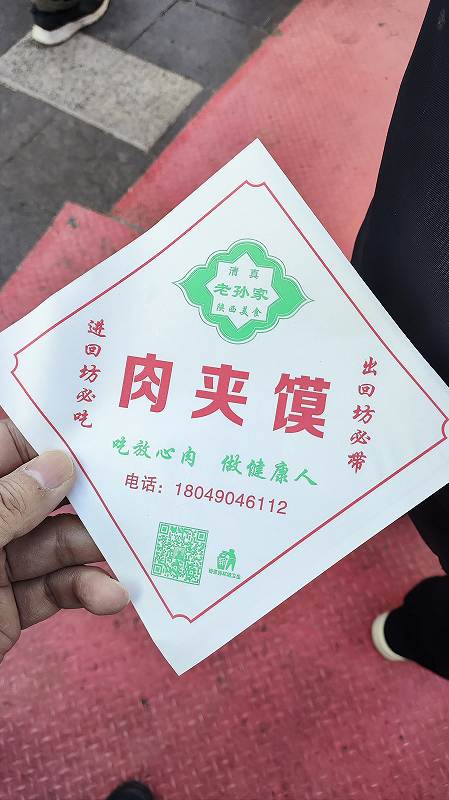 清真
老孙家
陕西美食
进回坊必吃
肉夹馍
出回坊必带
吃放心肉 做健康人
电话：18049046112